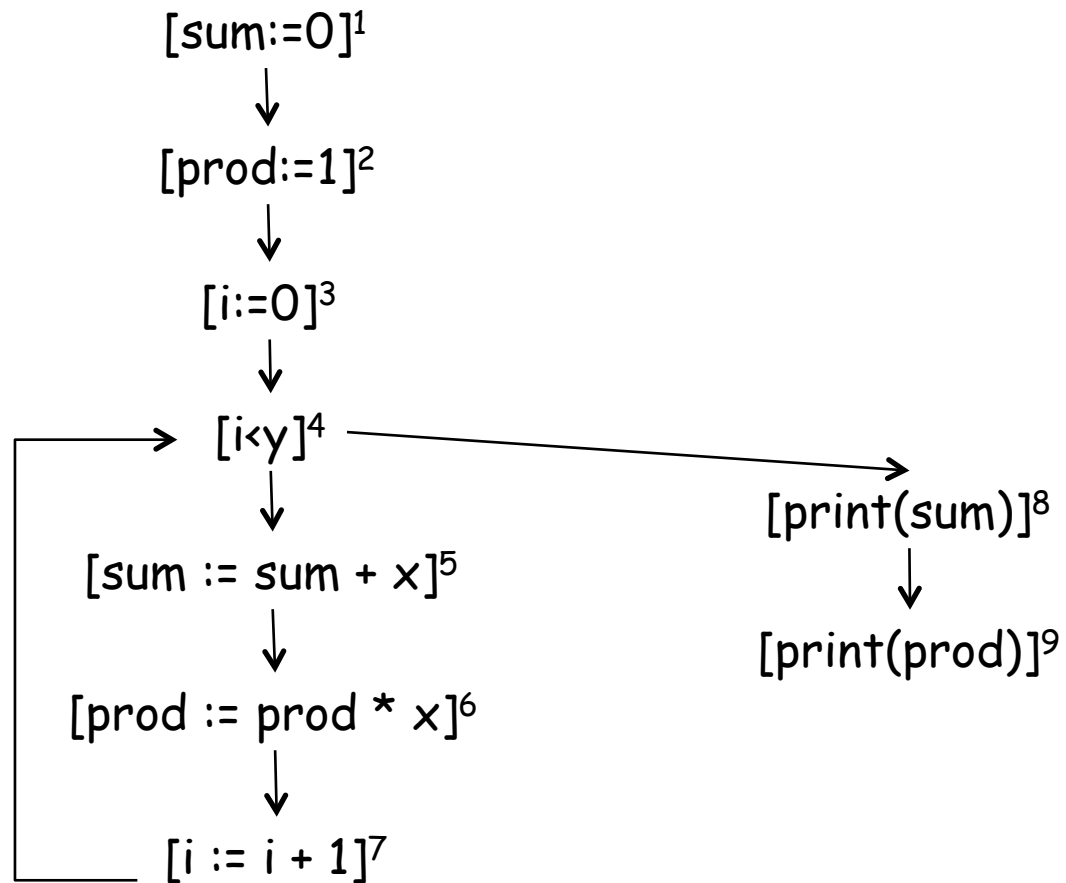 [sum:=0]¹
[prod:=1]²
[i:=0]³
[i<y]⁴
[sum := sum + x]⁵
[prod := prod * x]⁶
[i := i + 1]⁷
[print(sum)]⁸
[print(prod)]⁹